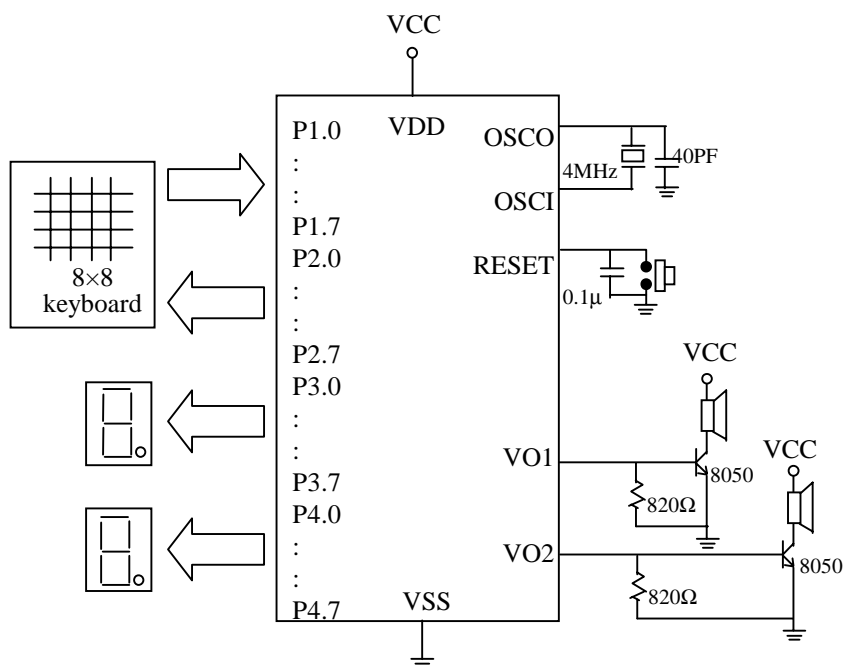 VCC
P1.0
VDD
OSCO
:
:
4MHz
40PF
OSCI
P1.7
8×8
keyboard
P2.0
RESET
:
:
0.1μ
P2.7
P3.0
VCC
:
:
VO1
8050
P3.7
820Ω
VCC
P4.0
:
:
VO2
8050
P4.7
VSS
820Ω